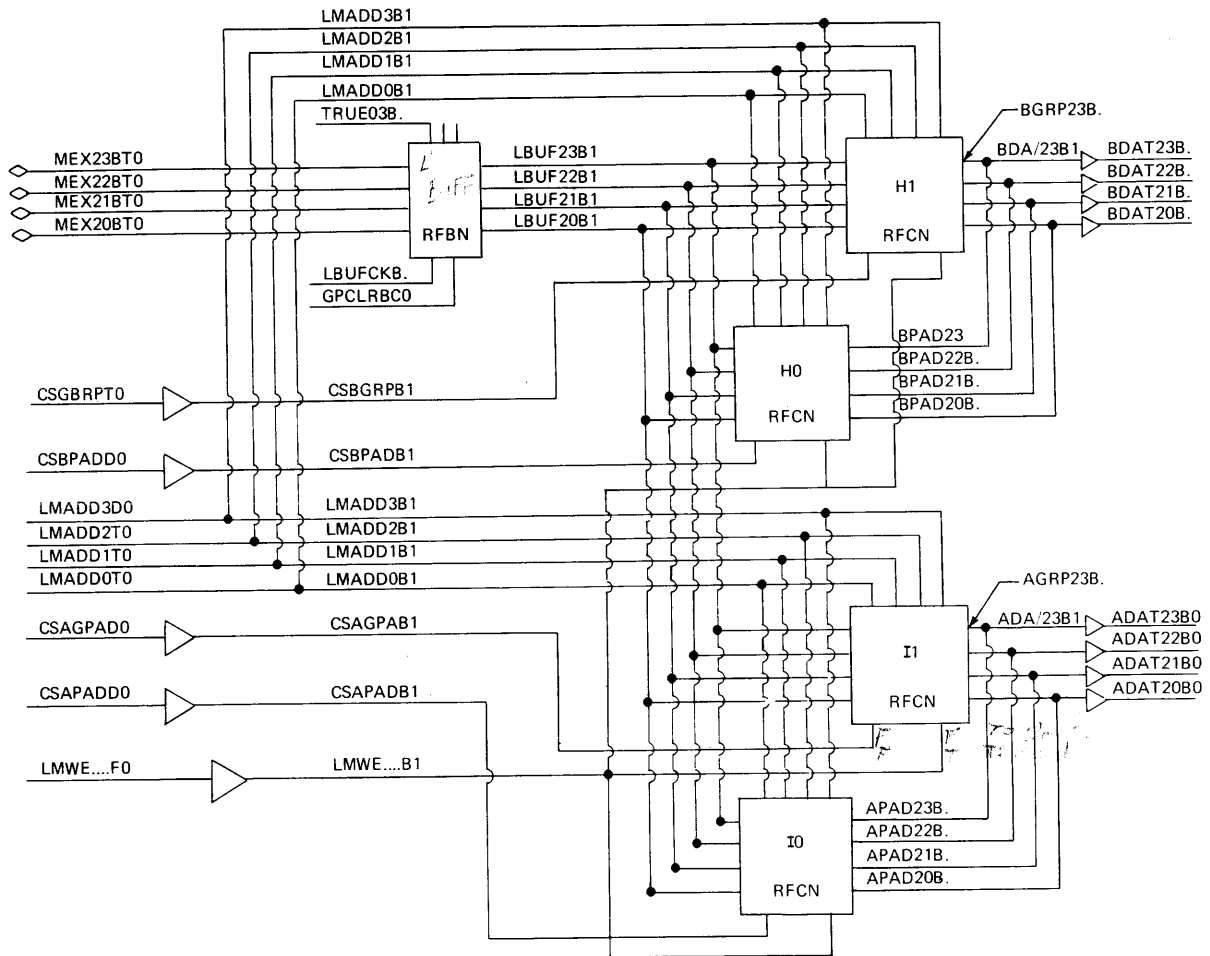 LMADD3B1
LMADD2B1
LMADD1B1
LMADD0B1
TRUE03B.
BGRP23B.
MEX23BT0
LBUF23B1
BDA/23B1
BDAT23B.
MEX22BT0
LBUF22B1
H1
BDAT22B.
MEX21BT0
LBUF21B1
BDAT21B.
MEX20BT0
RFBN
LBUF20B1
RFCN
BDAT20B.
LBUFCKB.
GPCLRBC0
BPAD23
H0
BPAD22B.
CSGBRPT0
CSBGRPB1
BPAD21B.
RFCN
BPAD20B.
CSBPADD0
CSBPADB1
LMADD3D0
LMADD3B1
LMADD2T0
LMADD2B1
LMADD1T0
LMADD1B1
LMADD0T0
LMADD0B1
AGRP23B.
CSAGPAD0
CSAGPAB1
ADA/23B1
ADAT23B0
I1
ADAT22B0
ADAT21B0
CSAPADD0
CSAPADB1
RFCN
ADAT20B0
LMWE....F0
LMWE....B1
APAD23B.
I0
APAD22B.
APAD21B.
RFCN
APAD20B.